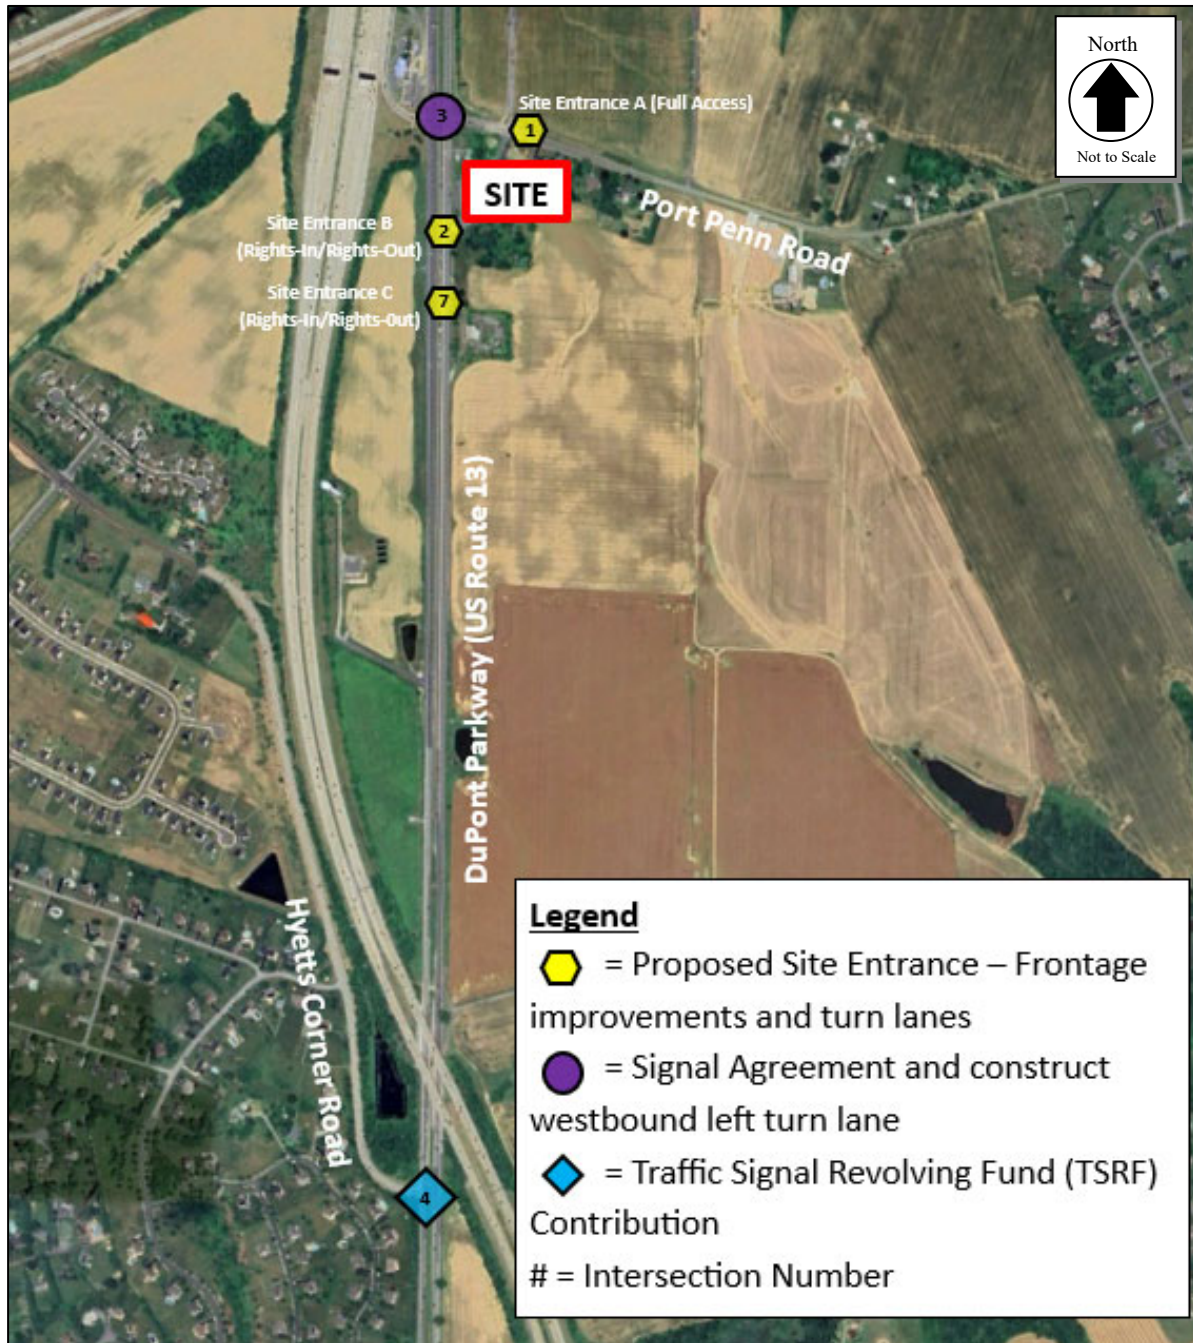 North
Not to Scale
Site Entrance A (Full Access)
3
1
SITE
Port Penn Road
Site Entrance B
(Rights-In/Rights-Out)
2
Site Entrance C
(Rights-In/Rights-0ut)
7
DuPont Parkway (US Route 13)
Hyetts Corner Road
4
Legend
= Proposed Site Entrance – Frontage
improvements and turn lanes
= Signal Agreement and construct
westbound left turn lane
= Traffic Signal Revolving Fund (TSRF)
Contribution
# = Intersection Number